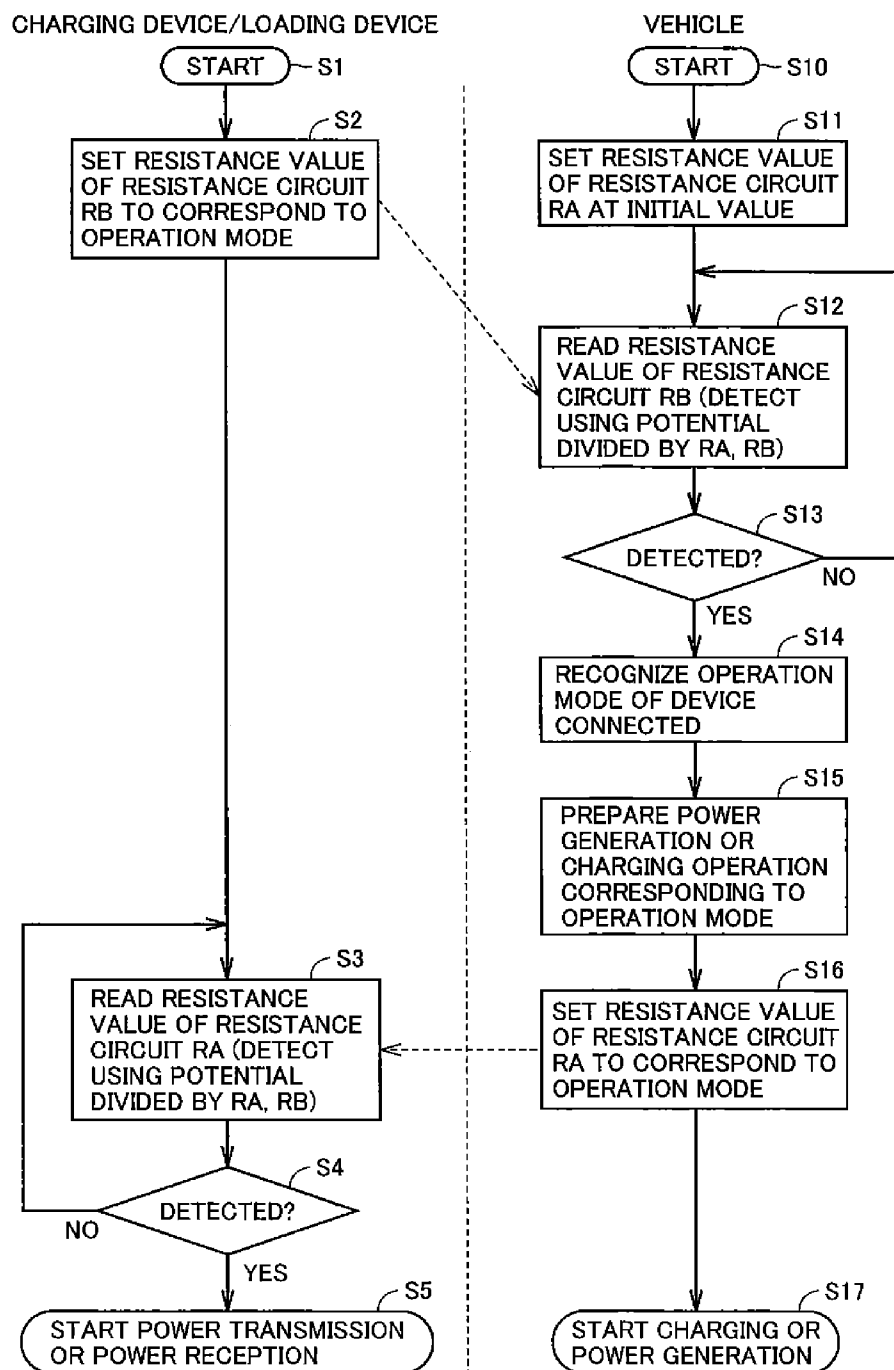 CHARGING DEVICE/LOADING DEVICE
START
S1
S2
SET RESISTANCE VALUE
OF RESISTANCE CIRCUIT
RB TO CORRESPOND TO
OPERATION MODE
S3
READ RESISTANCE
VALUE OF RESISTANCE
CIRCUIT RA (DETECT
USING POTENTIAL
DIVIDED BY RA, RB)
S4
DETECTED?
NO
YES
S5
START POWER TRANSMISSION
OR POWER RECEPTION
VEHICLE
START
S10
S11
SET RESISTANCE VALUE
OF RESISTANCE CIRCUIT
RA AT INITIAL VALUE
S12
READ RESISTANCE
VALUE OF RESISTANCE
CIRCUIT RB (DETECT
USING POTENTIAL
DIVIDED BY RA, RB)
S13
DETECTED?
NO
YES
S14
RECOGNIZE OPERATION
MODE OF DEVICE
CONNECTED
S15
PREPARE POWER
GENERATION OR
CHARGING OPERATION
CORRESPONDING TO
OPERATION MODE
S16
SET RESISTANCE VALUE
OF RESISTANCE CIRCUIT
RA TO CORRESPOND TO
OPERATION MODE
S17
START CHARGING OR
POWER GENERATION